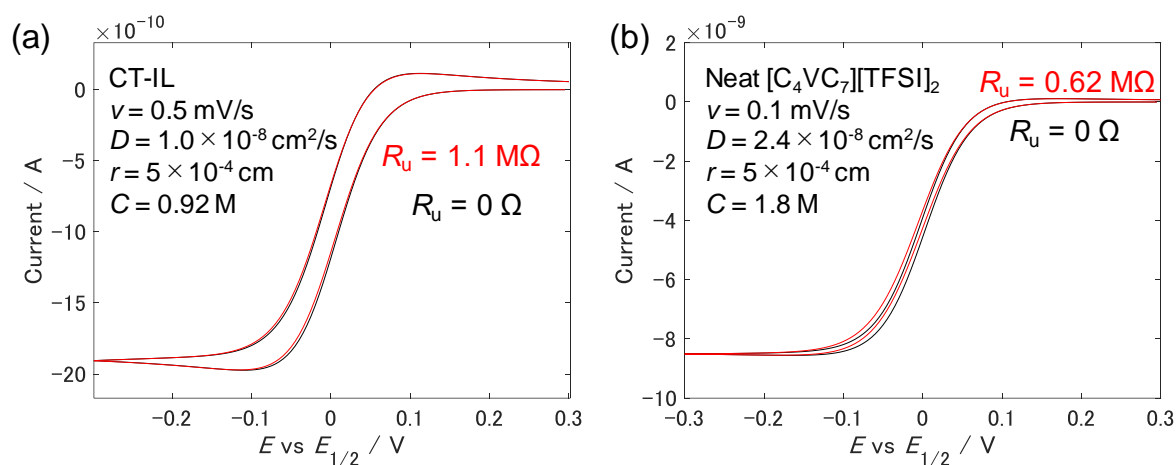 (a)
×10⁻¹⁰
CT-IL
v = 0.5 mV/s
D = 1.0 × 10⁻⁸ cm²/s
r = 5 × 10⁻⁴ cm
C = 0.92 M
Rᵤ = 1.1 MΩ
Rᵤ = 0 Ω
0
−5
−10
−15
−20
Current / A
−0.2
−0.1
0
0.1
0.2
0.3
E vs E₁/₂ / V
(b)
×10⁻⁹
Neat [C₄VC₇][TFSI]₂
v = 0.1 mV/s
D = 2.4 × 10⁻⁸ cm²/s
r = 5 × 10⁻⁴ cm
C = 1.8 M
Rᵤ = 0.62 MΩ
Rᵤ = 0 Ω
2
0
−2
−4
−6
−8
−10
Current / A
−0.3
−0.2
−0.1
0
0.1
0.2
0.3
E vs E₁/₂ / V